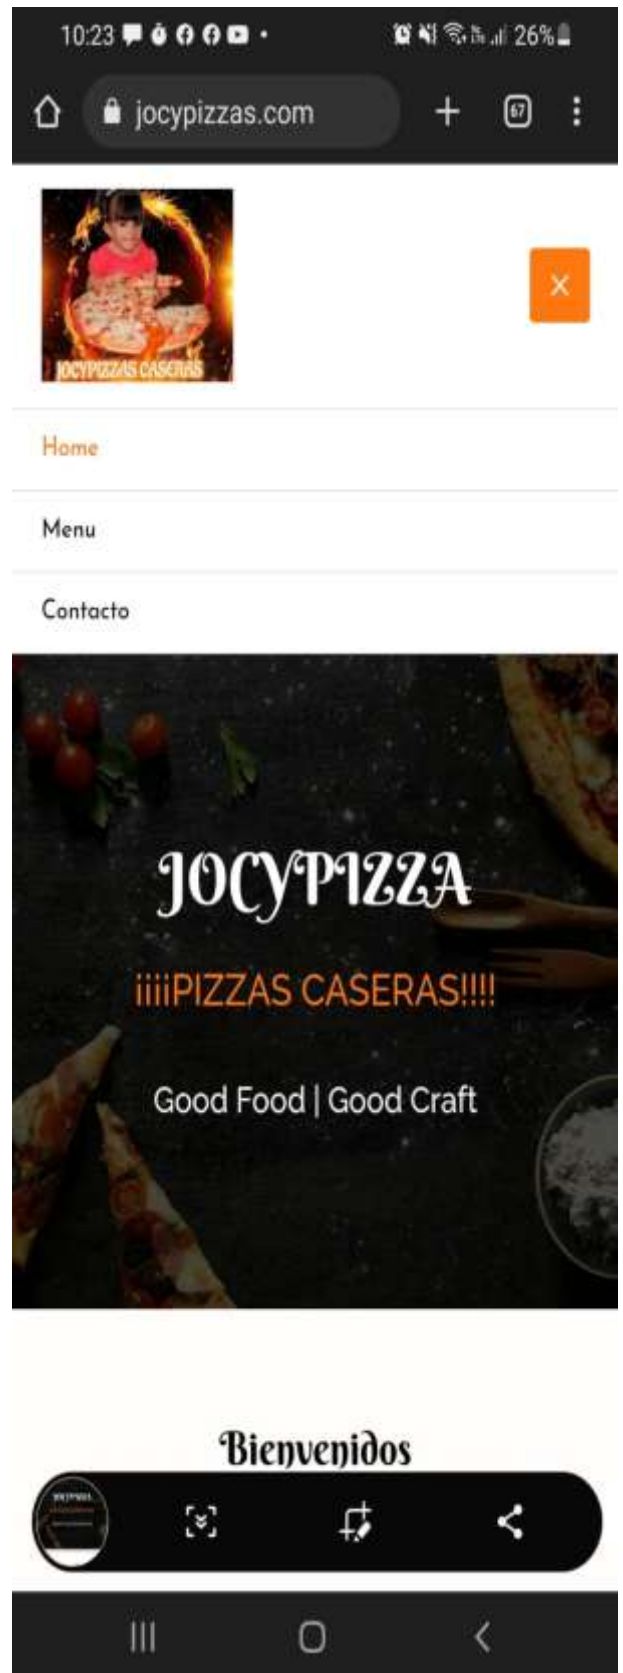 10:23
26%
jocypizzas.com
67
JOCYPIZZAS CASERAS
X
Home
Menu
Contacto
JOCYPIZZA
¡¡¡¡PIZZAS CASERAS!!!!
Good Food | Good Craft
Bienvenidos